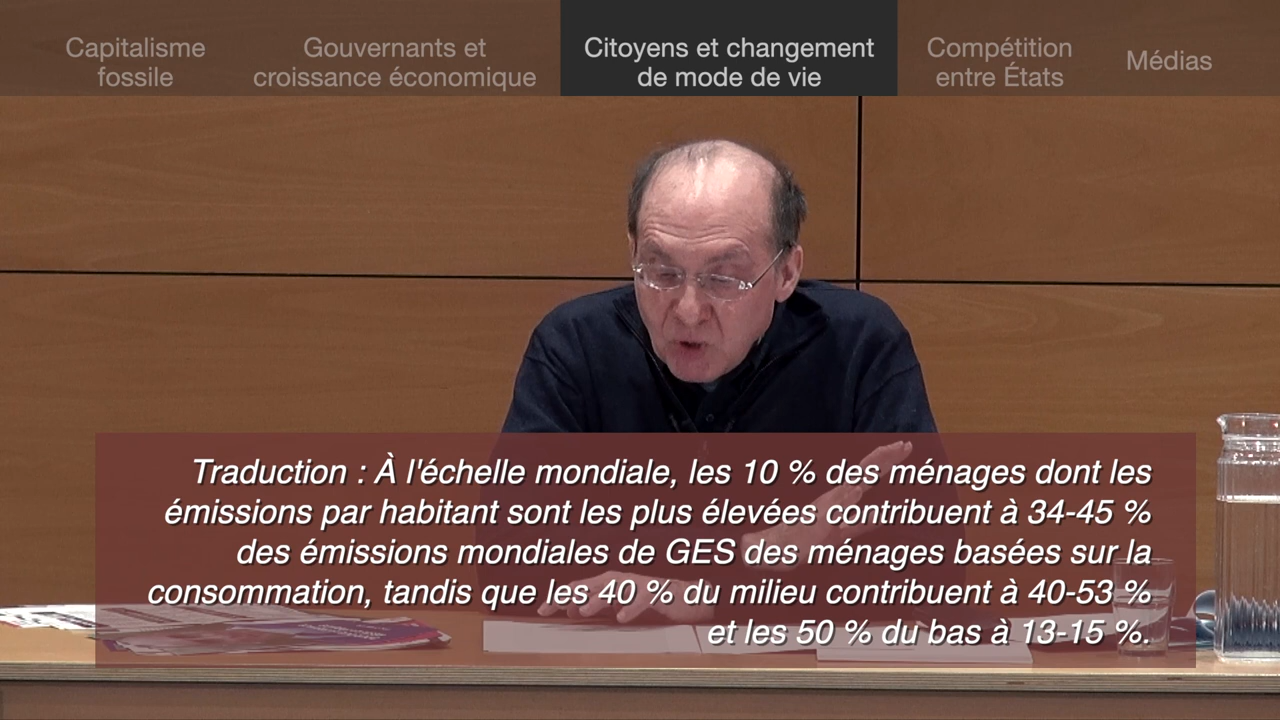 Capitalisme
fossile
Gouvernants et
croissance économique
Citoyens et changement
de mode de vie
Compétition
entre États
Médias
Traduction : À l'échelle mondiale, les 10 % des ménages dont les
émissions par habitant sont les plus élevées contribuent à 34-45 %
des émissions mondiales de GES des ménages basées sur la
consommation, tandis que les 40 % du milieu contribuent à 40-53 %
et les 50 % du bas à 13-15 %.